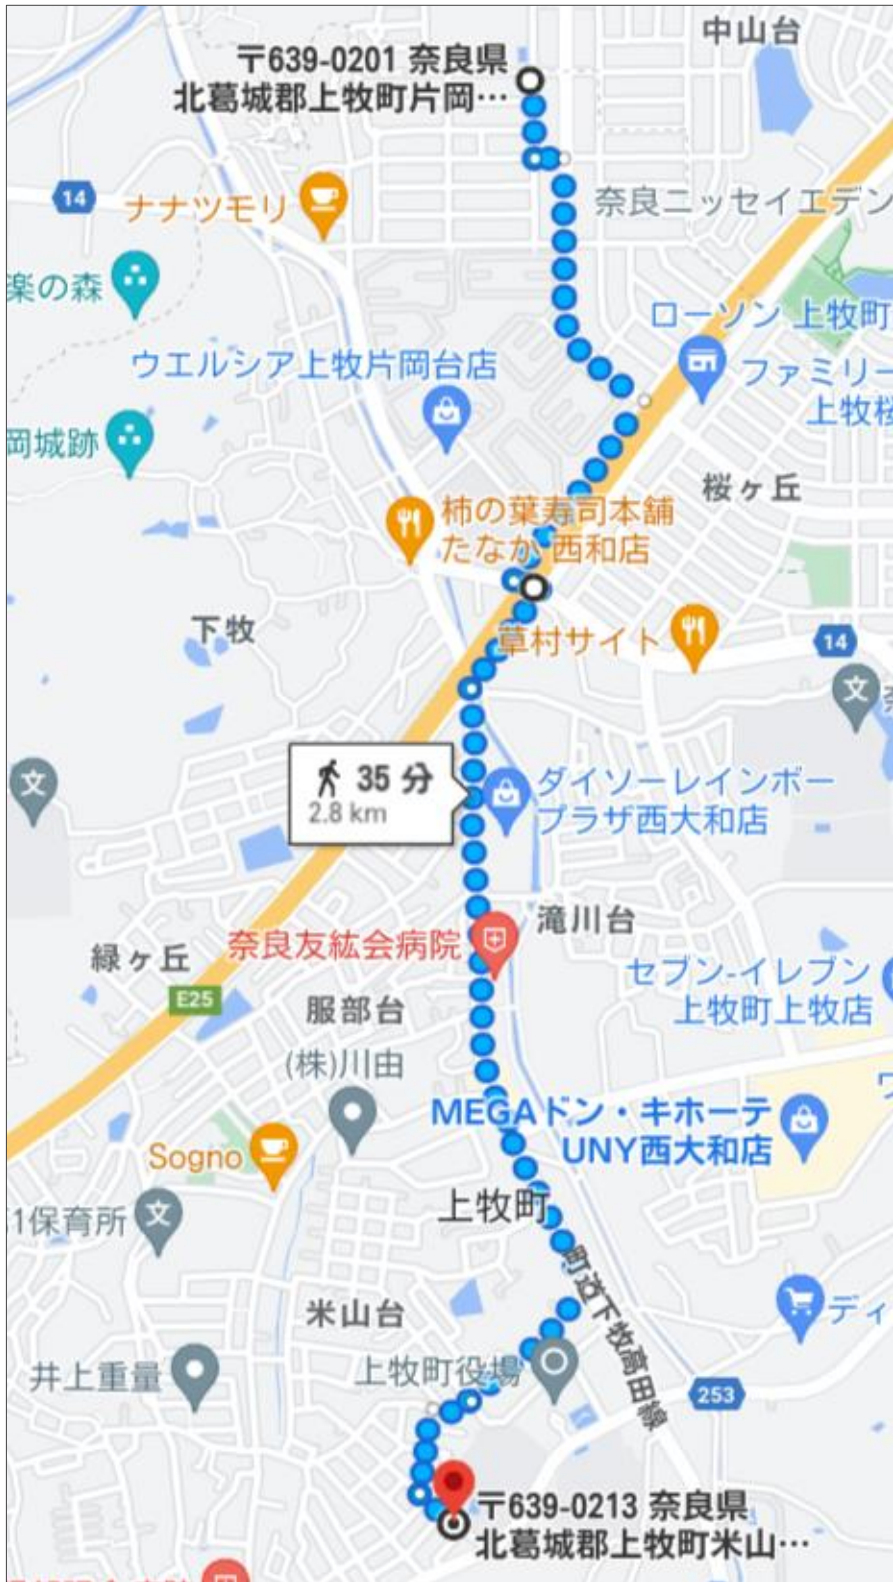 中山台
〒639-0201 奈良県
北葛城郡上牧町片岡…
14
ナナツモリ
奈良ニッセイエデン
楽の森
ローソン 上牧町
ウエルシア上牧片岡台店
ファミリー
上牧桜
岡城跡
桜ヶ丘
柿の葉寿司本舗
たなか 西和店
下牧
草村サイト
14
文
文
35 分
2.8 km
ダイソーレインボー
プラザ西大和店
滝川台
奈良友紘会病院
緑ヶ丘
セブン-イレブン
上牧町上牧店
E25
服部台
(株)川由
MEGAドン・キホーテ
UNY西大和店
Sogno
上牧町
1保育所
文
町道下牧高田線
米山台
ディ
上牧町役場
井上重量
253
〒639-0213 奈良県
北葛城郡上牧町米山…